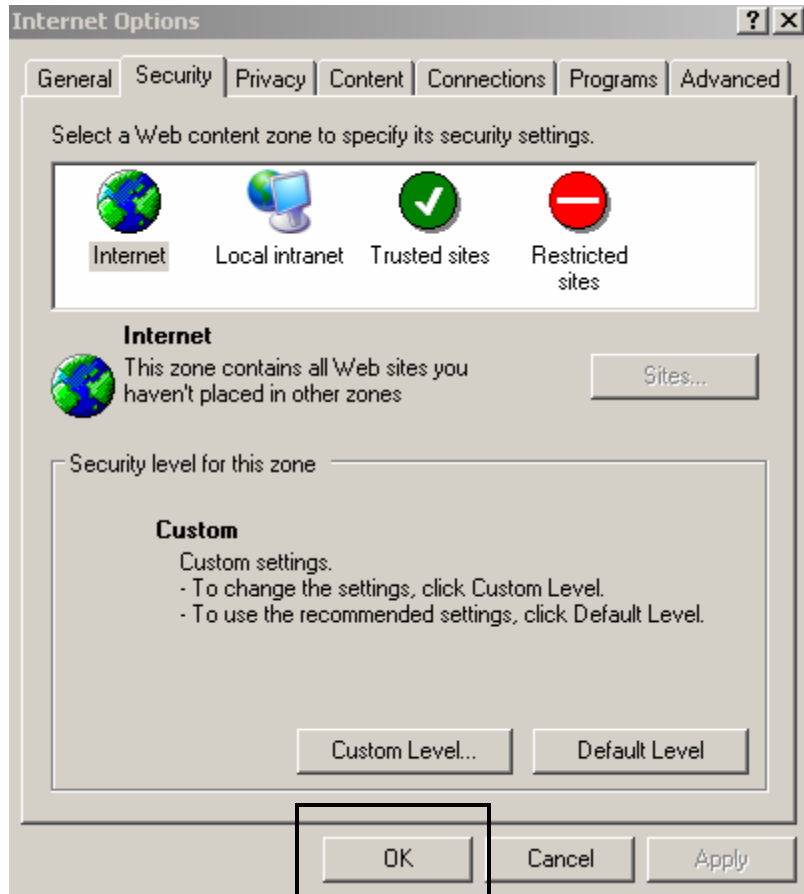 Internet Options
General Security Privacy Content Connections Programs Advanced
Select a Web content zone to specify its security settings.
Internet Local intranet Trusted sites Restricted sites
Internet
This zone contains all Web sites you
haven't placed in other zones
Sites...
Security level for this zone
Custom
Custom settings.
- To change the settings, click Custom Level.
- To use the recommended settings, click Default Level.
Custom Level... Default Level
OK Cancel Apply